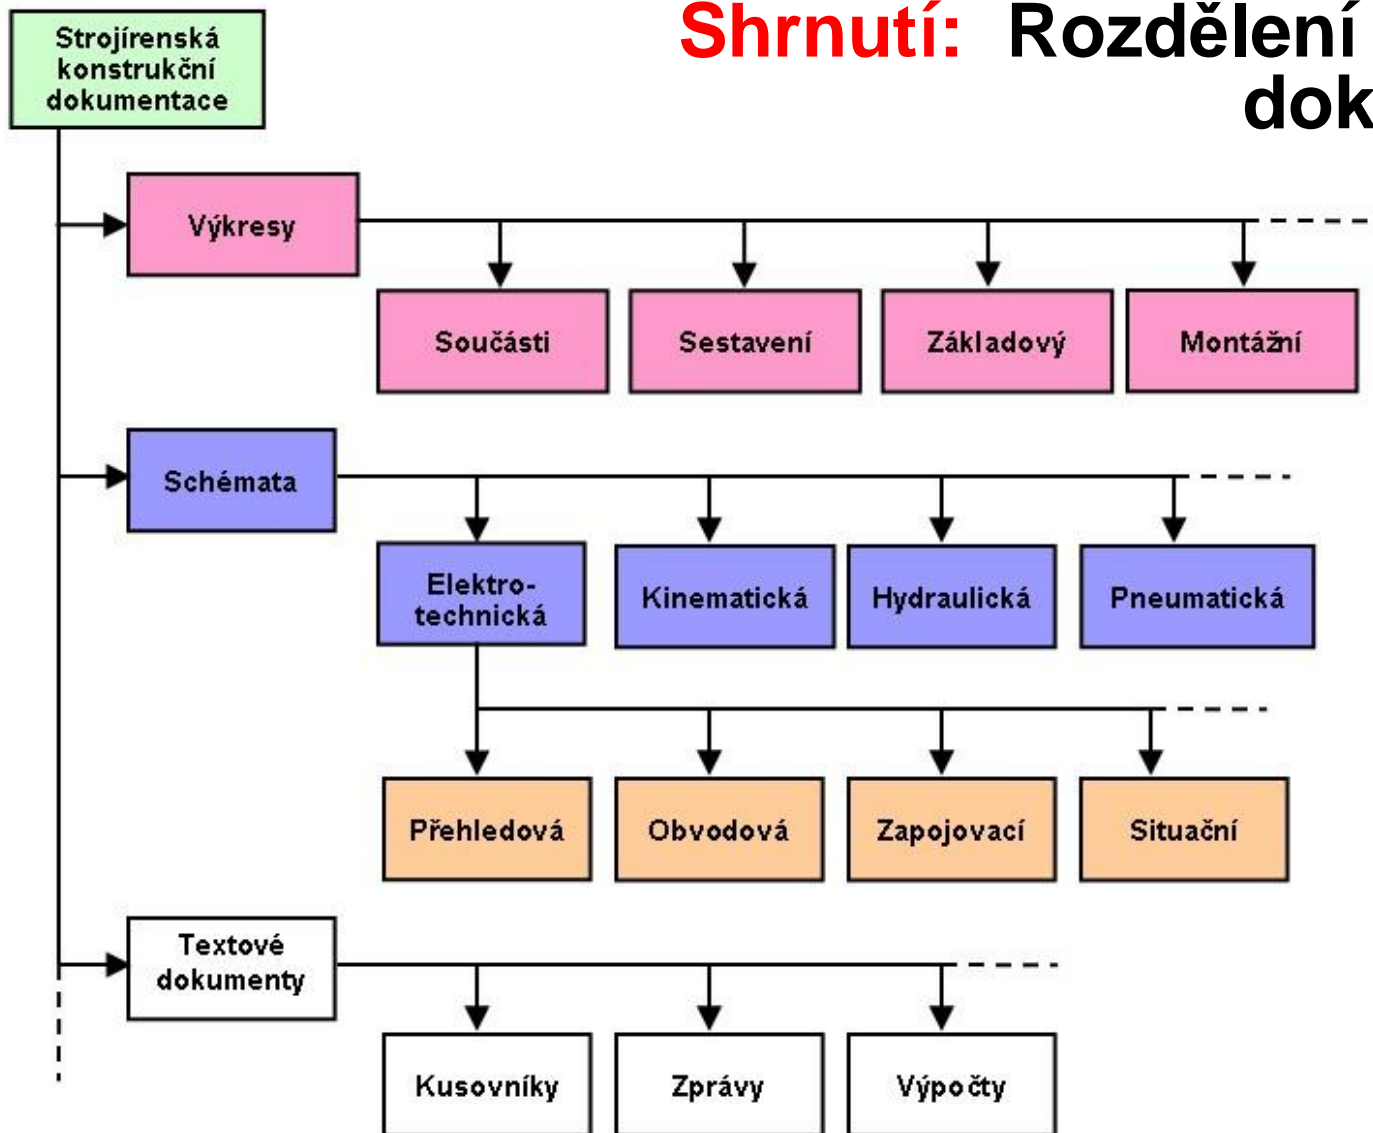 Shrnutí: Rozdělení
dok
Strojírenská
konstrukční
dokumentace
Výkresy
Součásti
Sestavení
Základový
Montážní
Schémata
Elektro-
technická
Kinematická
Hydraulická
Pneumatická
Přehledová
Obvodová
Zapojovací
Situační
Textové
dokumenty
Kusovníky
Zprávy
Výpočty